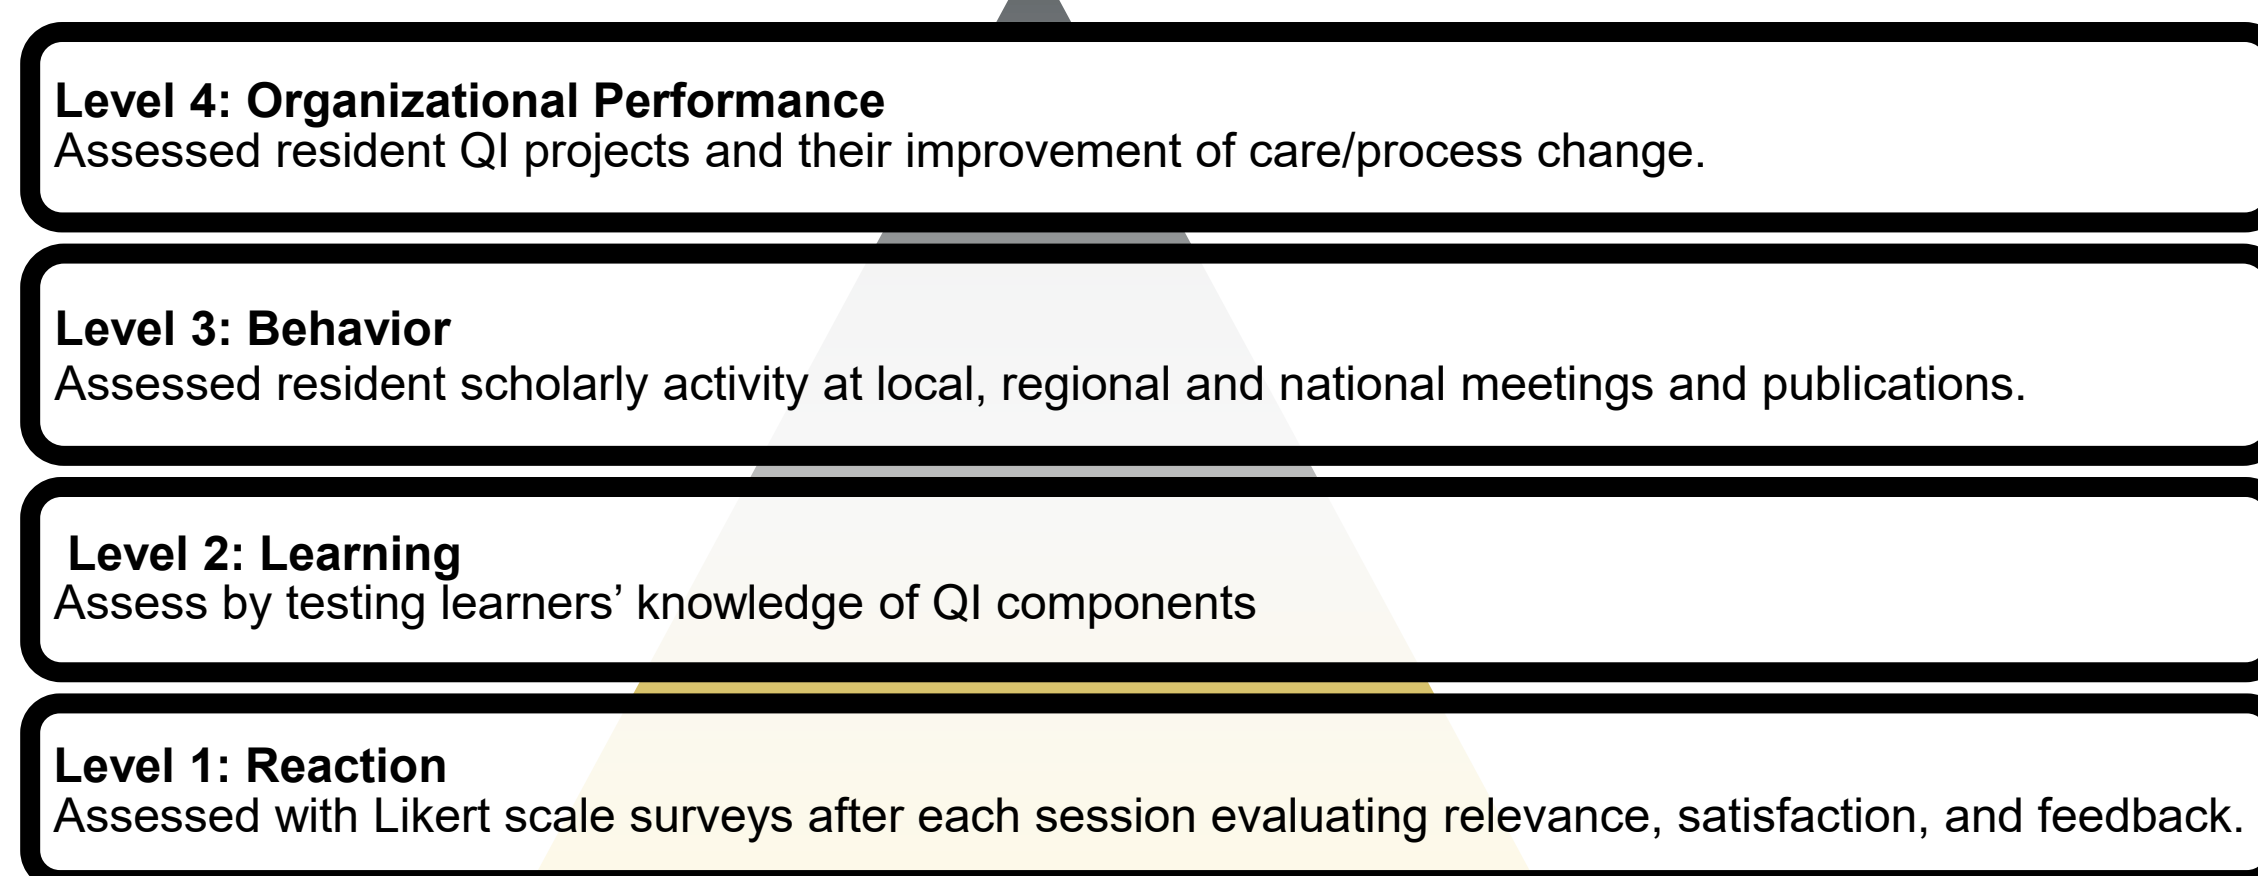 Level 4: Organizational Performance
Assessed resident QI projects and their improvement of care/process change.
Level 3: Behavior
Assessed resident scholarly activity at local, regional and national meetings and publications.
Level 2: Learning
Assess by testing learners’ knowledge of QI components
Level 1: Reaction
Assessed with Likert scale surveys after each session evaluating relevance, satisfaction, and feedback.